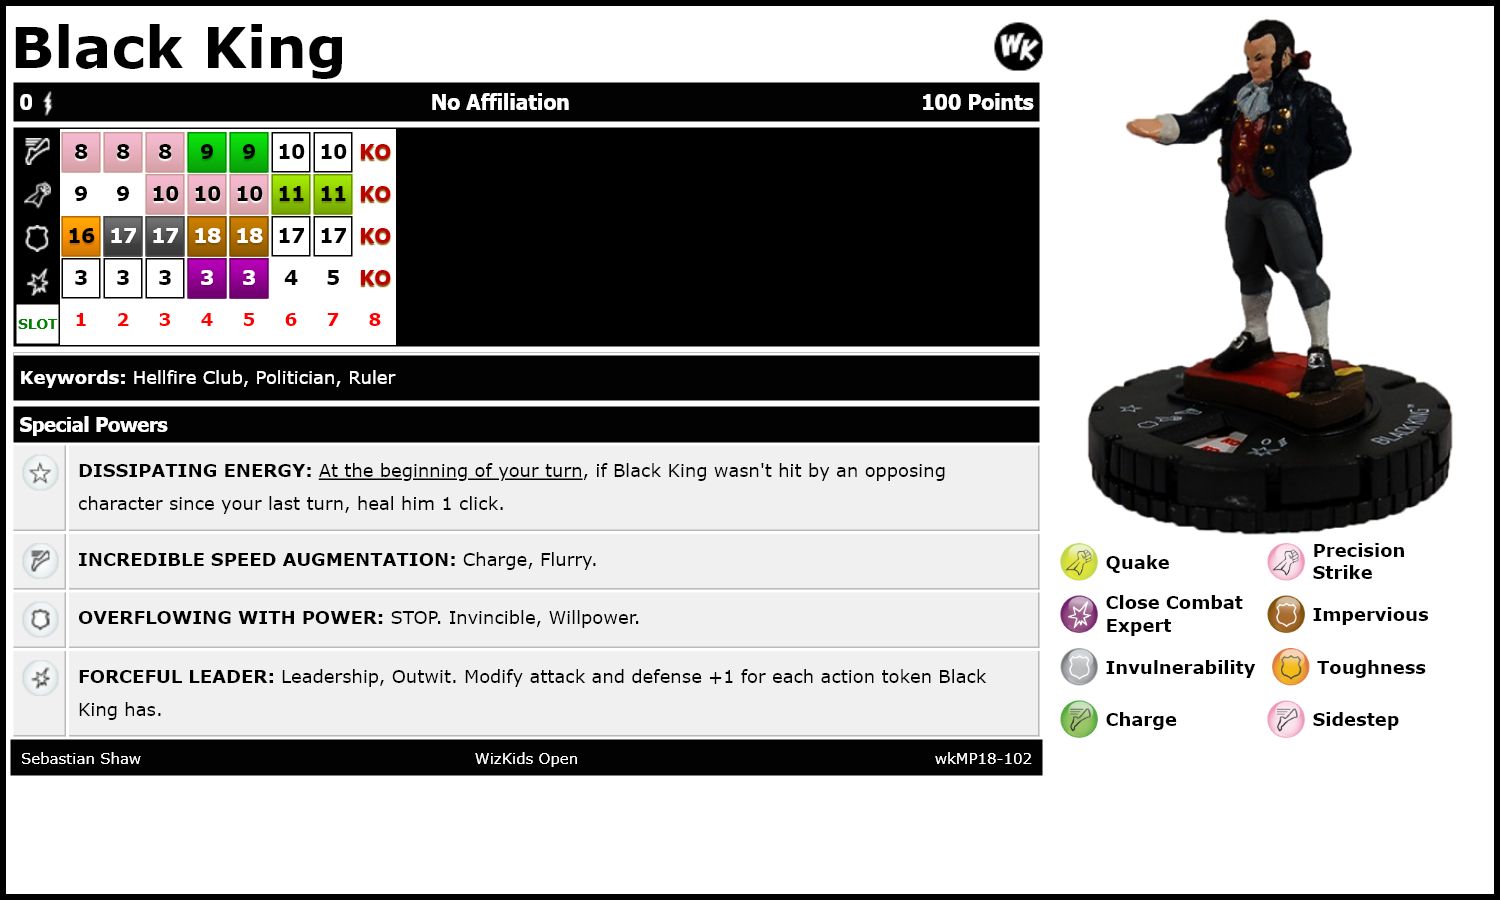 Black King
WK
0 No Affiliation 100 Points
8 8 8 9 9 10 10 KO
9 9 10 10 10 11 11 KO
16 17 17 18 18 17 17 KO
3 3 3 3 3 4 5 KO
SLOT 1 2 3 4 5 6 7 8
Keywords: Hellfire Club, Politician, Ruler
Special Powers
DISSIPATING ENERGY: At the beginning of your turn, if Black King wasn't hit by an opposing
character since your last turn, heal him 1 click.
INCREDIBLE SPEED AUGMENTATION: Charge, Flurry.
OVERFLOWING WITH POWER: STOP. Invincible, Willpower.
FORCEFUL LEADER: Leadership, Outwit. Modify attack and defense +1 for each action token Black
King has.
Sebastian Shaw WizKids Open wkMP18-102
BLACK KING
Quake
Precision
Strike
Close Combat
Expert
Impervious
Invulnerability
Toughness
Charge
Sidestep